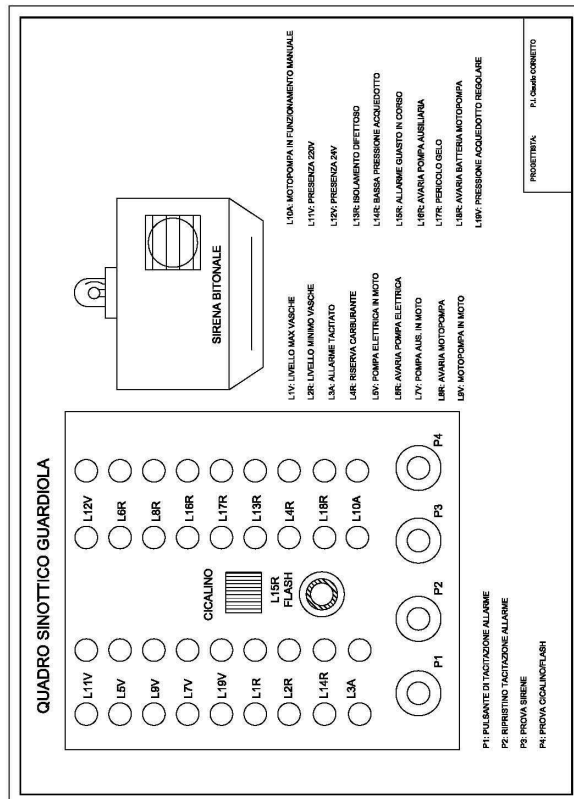 QUADRO SINOTTICO GUARDIOLA
L11V L12V
L5V L6R
L9V L8R
L7V L16R
L19V L17R
L1R L13R
L2R L4R
L14R L18R
L3A L10A
CICALINO
L15R
FLASH
P1 P2 P3 P4
SIRENA BITONALE
L1V: LIVELLO MAX VASCHE
L2R: LIVELLO MINIMO VASCHE
L3A: ALLARME TACITATO
L4R: RISERVA CARBURANTE
L5V: POMPA ELETTRICA IN MOTO
L6R: AVARIA POMPA ELETTRICA
L7V: POMPA AUS. IN MOTO
L8R: AVARIA MOTOPOMPA
L9V: MOTOPOMPA IN MOTO
L10A: MOTOPOMPA IN FUNZIONAMENTO MANUALE
L11V: PRESENZA 220V
L12V: PRESENZA 24V
L13R: ISOLAMENTO DIFETTOSO
L14R: BASSA PRESSIONE ACQUEDOTTO
L15R: ALLARME GUASTO IN CORSO
L16R: AVARIA POMPA AUSILIARIA
L17R: PERICOLO GELO
L18R: AVARIA BATTERIA MOTOPOMPA
L19V: PRESSIONE ACQUEDOTTO REGOLARE
P1: PULSANTE DI TACITAZIONE ALLARME
P2: RIPRISTINO TACITAZIONE ALLARME
P3: PROVA SIRENE
P4: PROVA CICALINO/FLASH
PROGETTISTA: P.I. Claudio CORNETTO